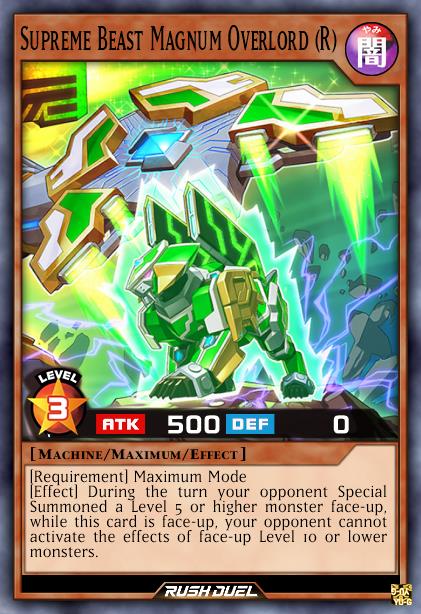 Supreme Beast Magnum Overlord (R)
やみ
闇
LEVEL
3
ATK 500 DEF 0
[Machine/Maximum/Effect]
[Requirement] Maximum Mode
[Effect] During the turn your opponent Special
Summoned a Level 5 or higher monster face-up,
while this card is face-up, your opponent cannot
activate the effects of face-up Level 10 or lower
monsters.
RUSH DUEL